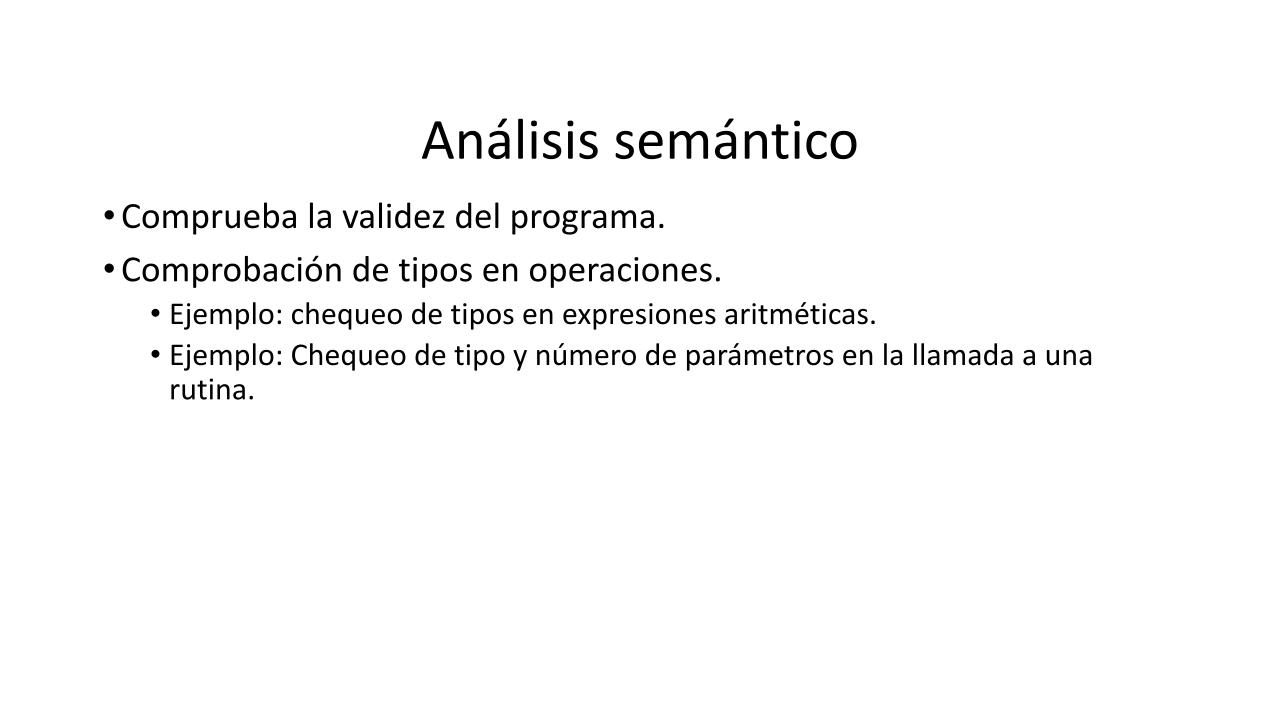 Análisis semántico
• Comprueba la validez del programa.
• Comprobación de tipos en operaciones.
• Ejemplo: chequeo de tipos en expresiones aritméticas.
• Ejemplo: Chequeo de tipo y número de parámetros en la llamada a una
rutina.